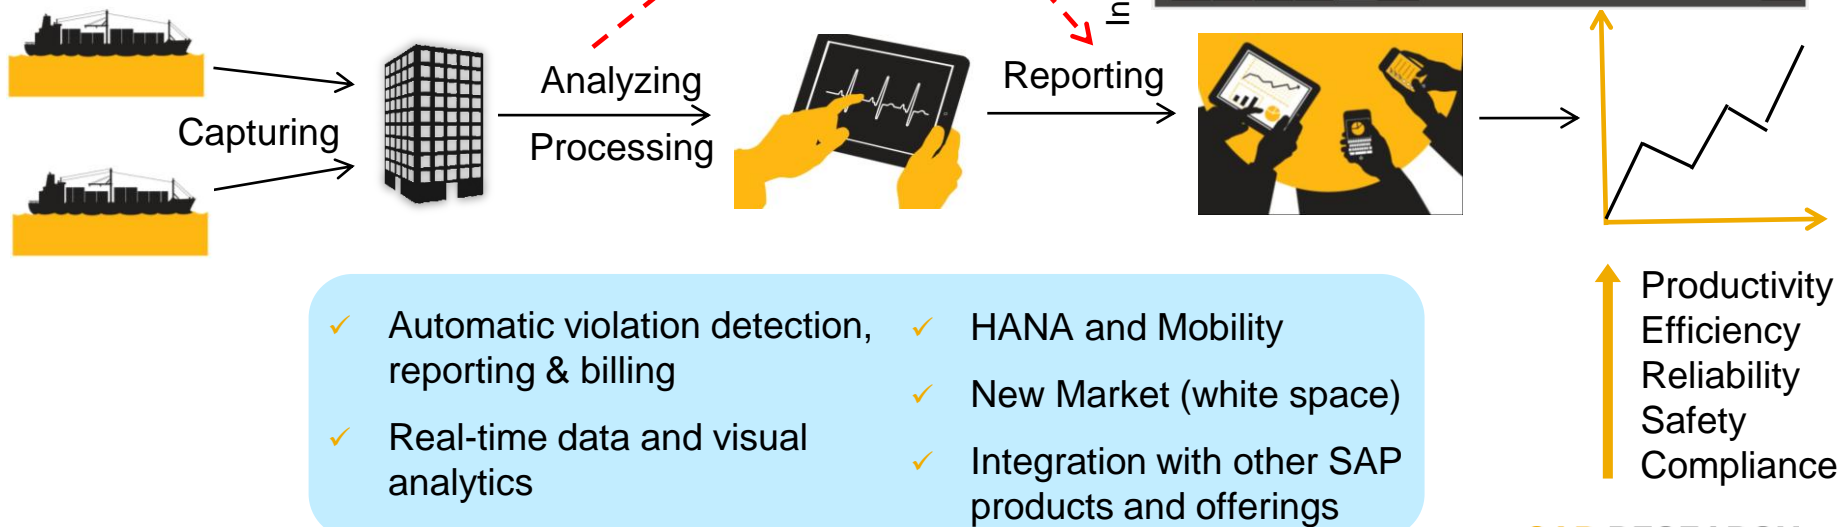 In
Capturing
Analyzing
Processing
Reporting
✓ Automatic violation detection,
reporting & billing
✓ Real-time data and visual
analytics
✓ HANA and Mobility
✓ New Market (white space)
✓ Integration with other SAP
products and offerings
Productivity
Efficiency
Reliability
Safety
Compliance